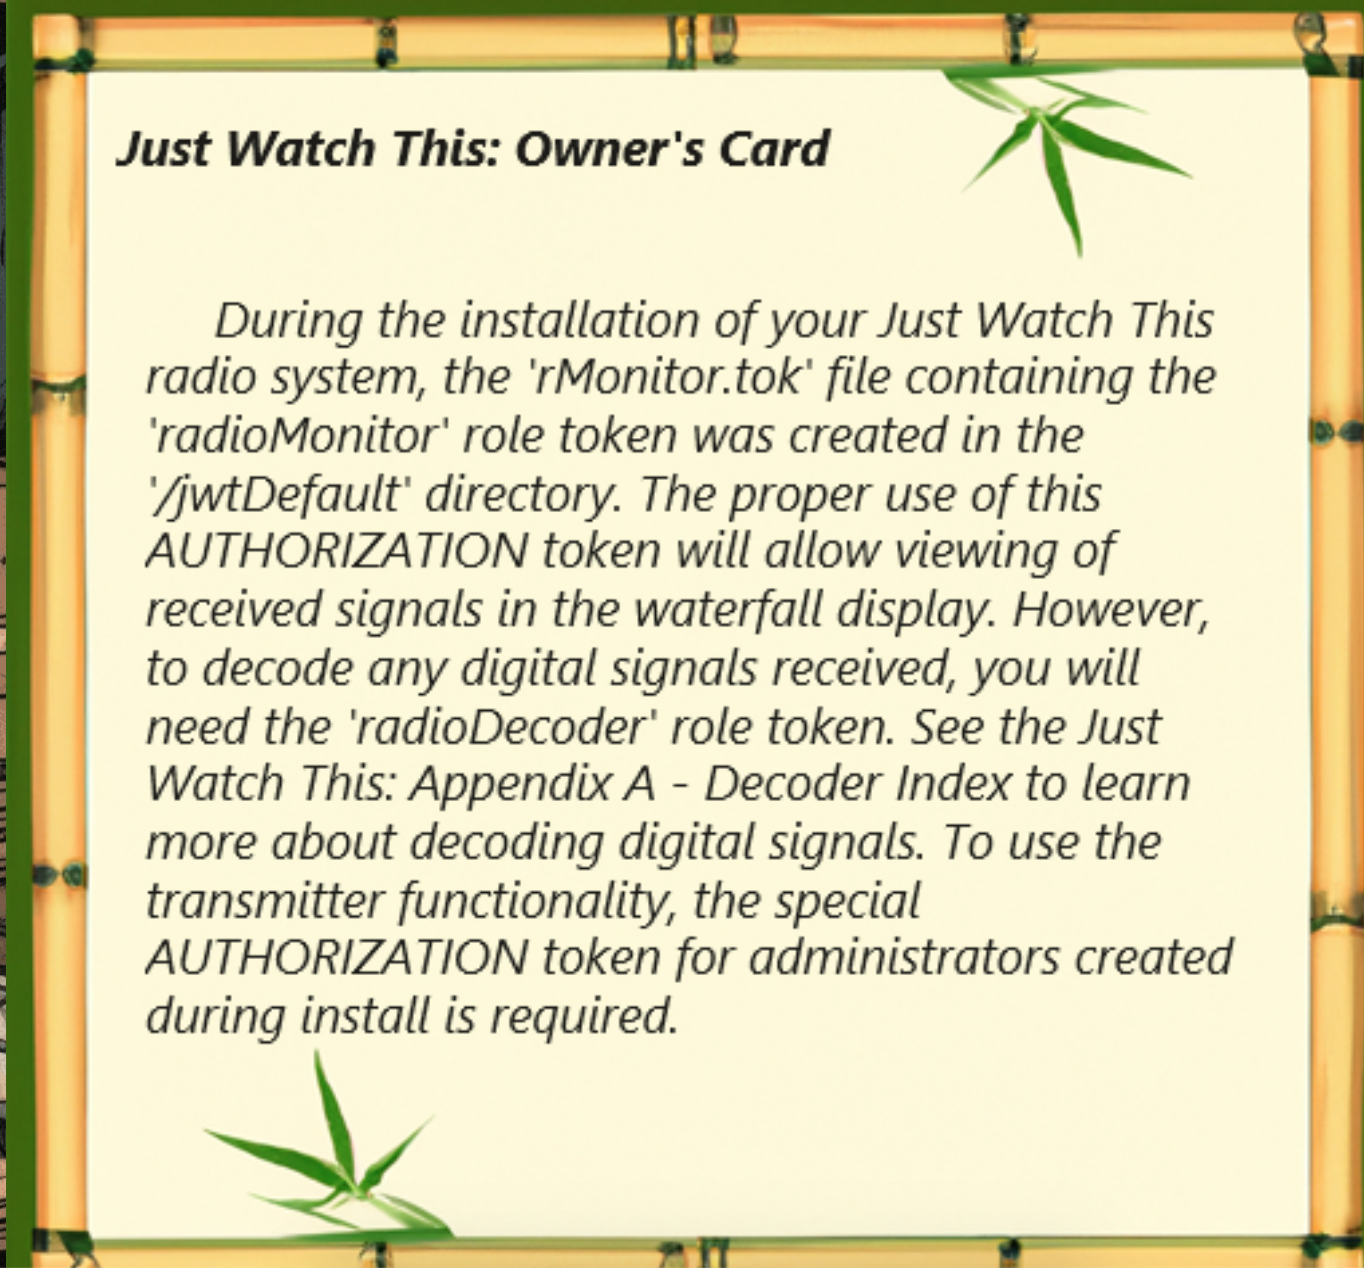 Just Watch This: Owner's Card
During the installation of your Just Watch This
radio system, the 'rMonitor.tok' file containing the
'radioMonitor' role token was created in the
'/jwtDefault' directory. The proper use of this
AUTHORIZATION token will allow viewing of
received signals in the waterfall display. However,
to decode any digital signals received, you will
need the 'radioDecoder' role token. See the Just
Watch This: Appendix A - Decoder Index to learn
more about decoding digital signals. To use the
transmitter functionality, the special
AUTHORIZATION token for administrators created
during install is required.